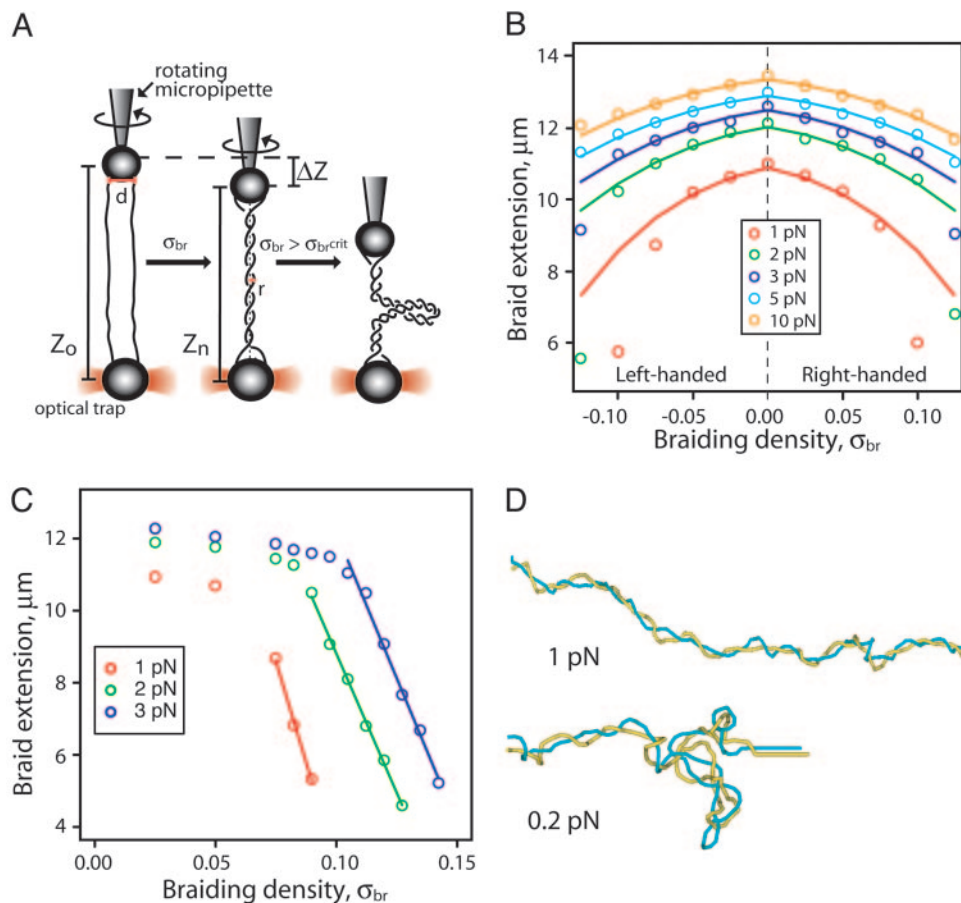 A
rotating
micropipette
d
ΔZ
σbr
σbr > σbrcrit
r
Zo
Zn
optical trap
B
Braid extension, μm
14
12
10
8
6
1 pN
2 pN
3 pN
5 pN
10 pN
Left-handed
Right-handed
-0.10
-0.05
0.00
0.05
0.10
Braiding density, σbr
C
Braid extension, μm
12
10
8
6
4
1 pN
2 pN
3 pN
0.00
0.05
0.10
0.15
Braiding density, σbr
D
1 pN
0.2 pN